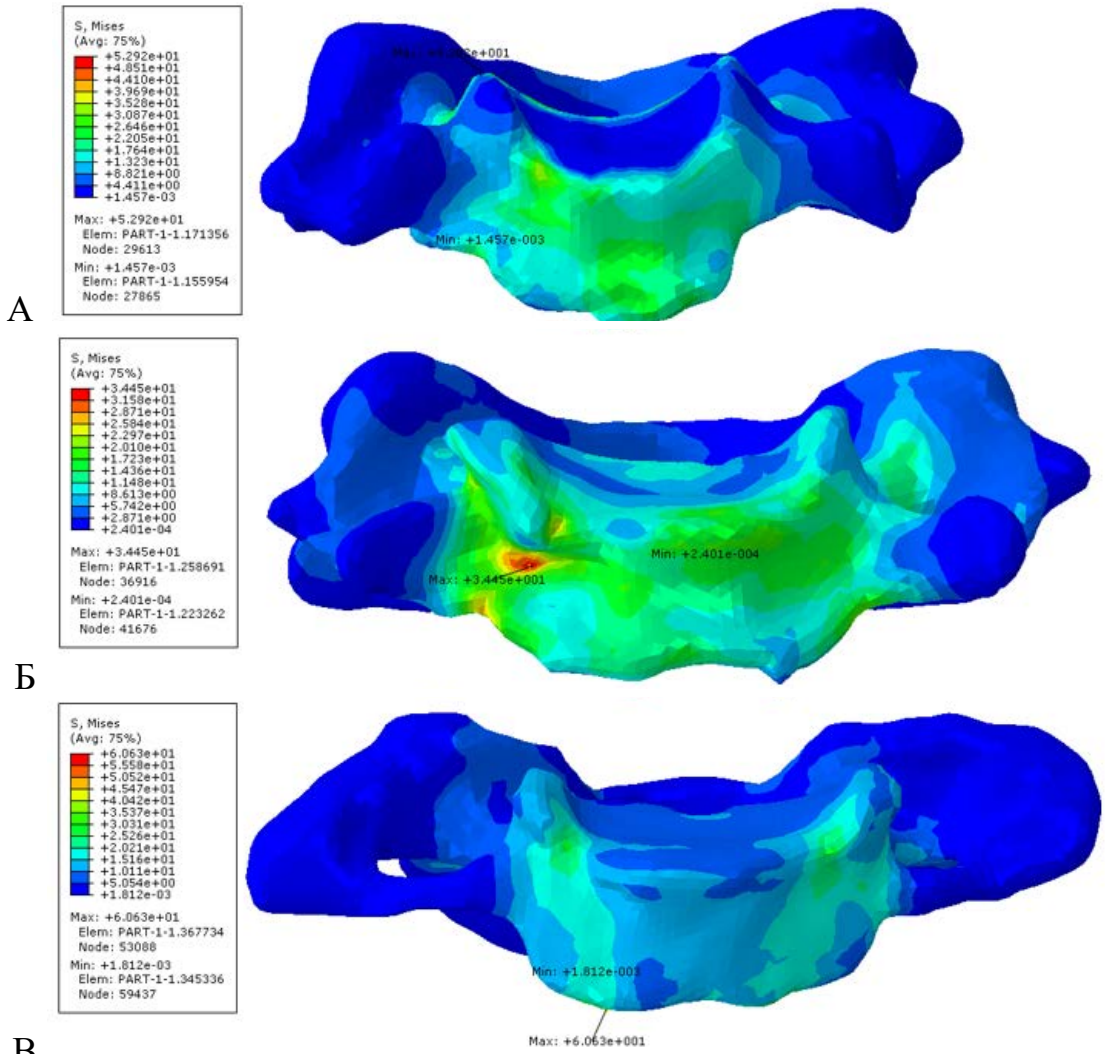 S, Mises
(Avg: 75%)
+5.292e+01
+4.851e+01
+4.410e+01
+3.969e+01
+3.528e+01
+3.087e+01
+2.646e+01
+2.205e+01
+1.764e+01
+1.323e+01
+8.821e+00
+4.411e+00
+1.457e-03
Max: +5.292e+01
Elem: PART-1-1.171356
Node: 29613
Min: +1.457e-03
Elem: PART-1-1.155954
Node: 27865
Max: +5.292e+001
Min: +1.457e-003
А
S, Mises
(Avg: 75%)
+3.445e+01
+3.158e+01
+2.871e+01
+2.584e+01
+2.297e+01
+2.010e+01
+1.723e+01
+1.436e+01
+1.148e+01
+8.613e+00
+5.742e+00
+2.871e+00
+2.401e-04
Max: +3.445e+01
Elem: PART-1-1.258691
Node: 36916
Min: +2.401e-04
Elem: PART-1-1.223262
Node: 41676
Min: +2.401e-004
Max: +3.445e+001
Б
S, Mises
(Avg: 75%)
+6.063e+01
+5.558e+01
+5.052e+01
+4.547e+01
+4.042e+01
+3.537e+01
+3.031e+01
+2.526e+01
+2.021e+01
+1.516e+01
+1.011e+01
+5.054e+00
+1.812e-03
Max: +6.063e+01
Elem: PART-1-1.367734
Node: 53088
Min: +1.812e-03
Elem: PART-1-1.345336
Node: 59437
Min: +1.812e-003
Max: +6.063e+001
В